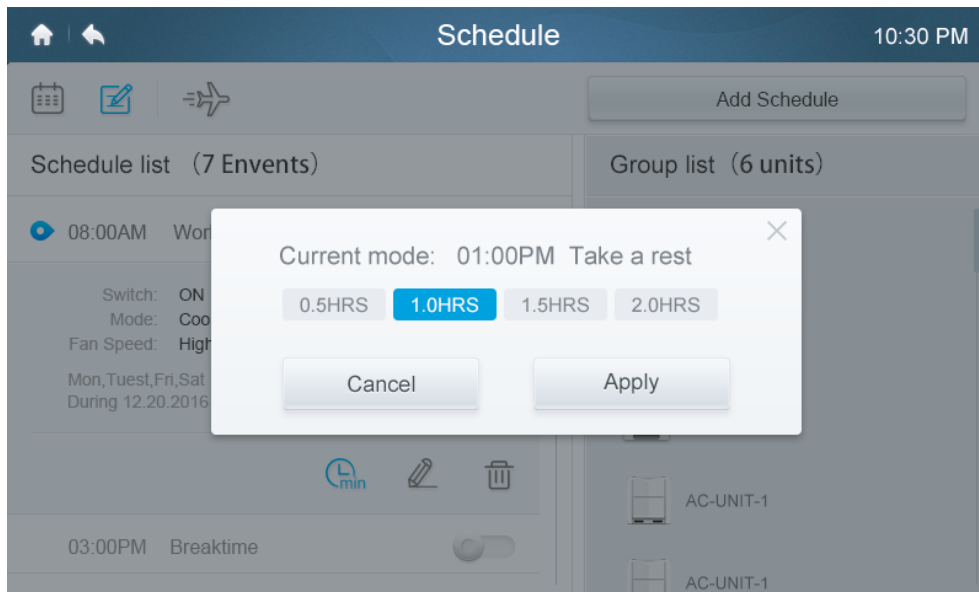 Schedule
10:30 PM
Add Schedule
Schedule list （7 Envents）
Group list （6 units）
08:00AM
Current mode: 01:00PM Take a rest
0.5HRS 1.0HRS 1.5HRS 2.0HRS
Cancel Apply
Switch: ON
Mode:
Fan Speed: High
Mon,Tuest,Fri,Sat
During 12.20.2016
min
AC-UNIT-1
03:00PM Breaktime
AC-UNIT-1